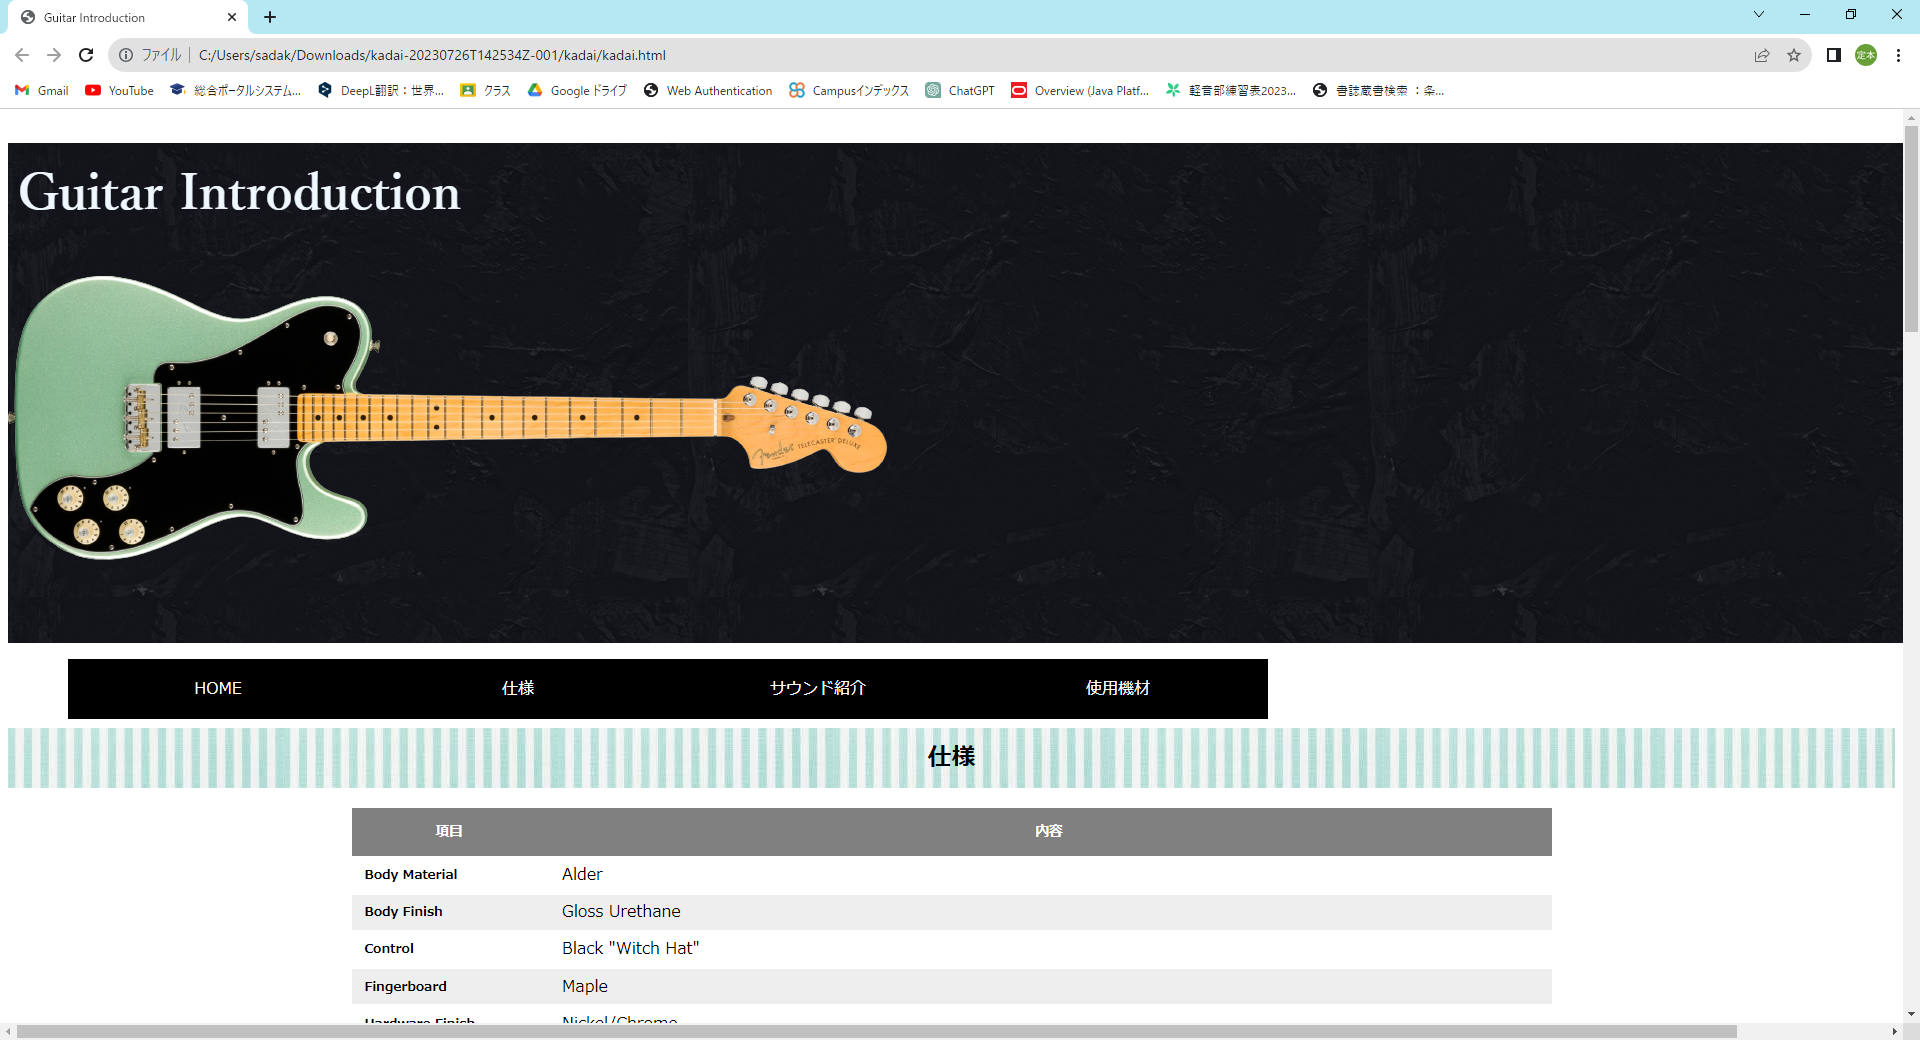 Guitar Introduction
ファイル C:/Users/sadak/Downloads/kadai-20230726T142534Z-001/kadai/kadai.html
定本
Gmail YouTube 総合ポータルシステム... DeepL翻訳：世界... クラス Google ドライブ Web Authentication Campusインデックス ChatGPT Overview (Java Platf... 軽音部練習表2023... 書誌蔵書検索 ：条...
Guitar Introduction
Fender TELECASTER DELUXE
HOME 仕様 サウンド紹介 使用機材
仕様
項目 内容
Body Material Alder
Body Finish Gloss Urethane
Control Black "Witch Hat"
Fingerboard Maple
Hardware Finish Nickel/Chrome